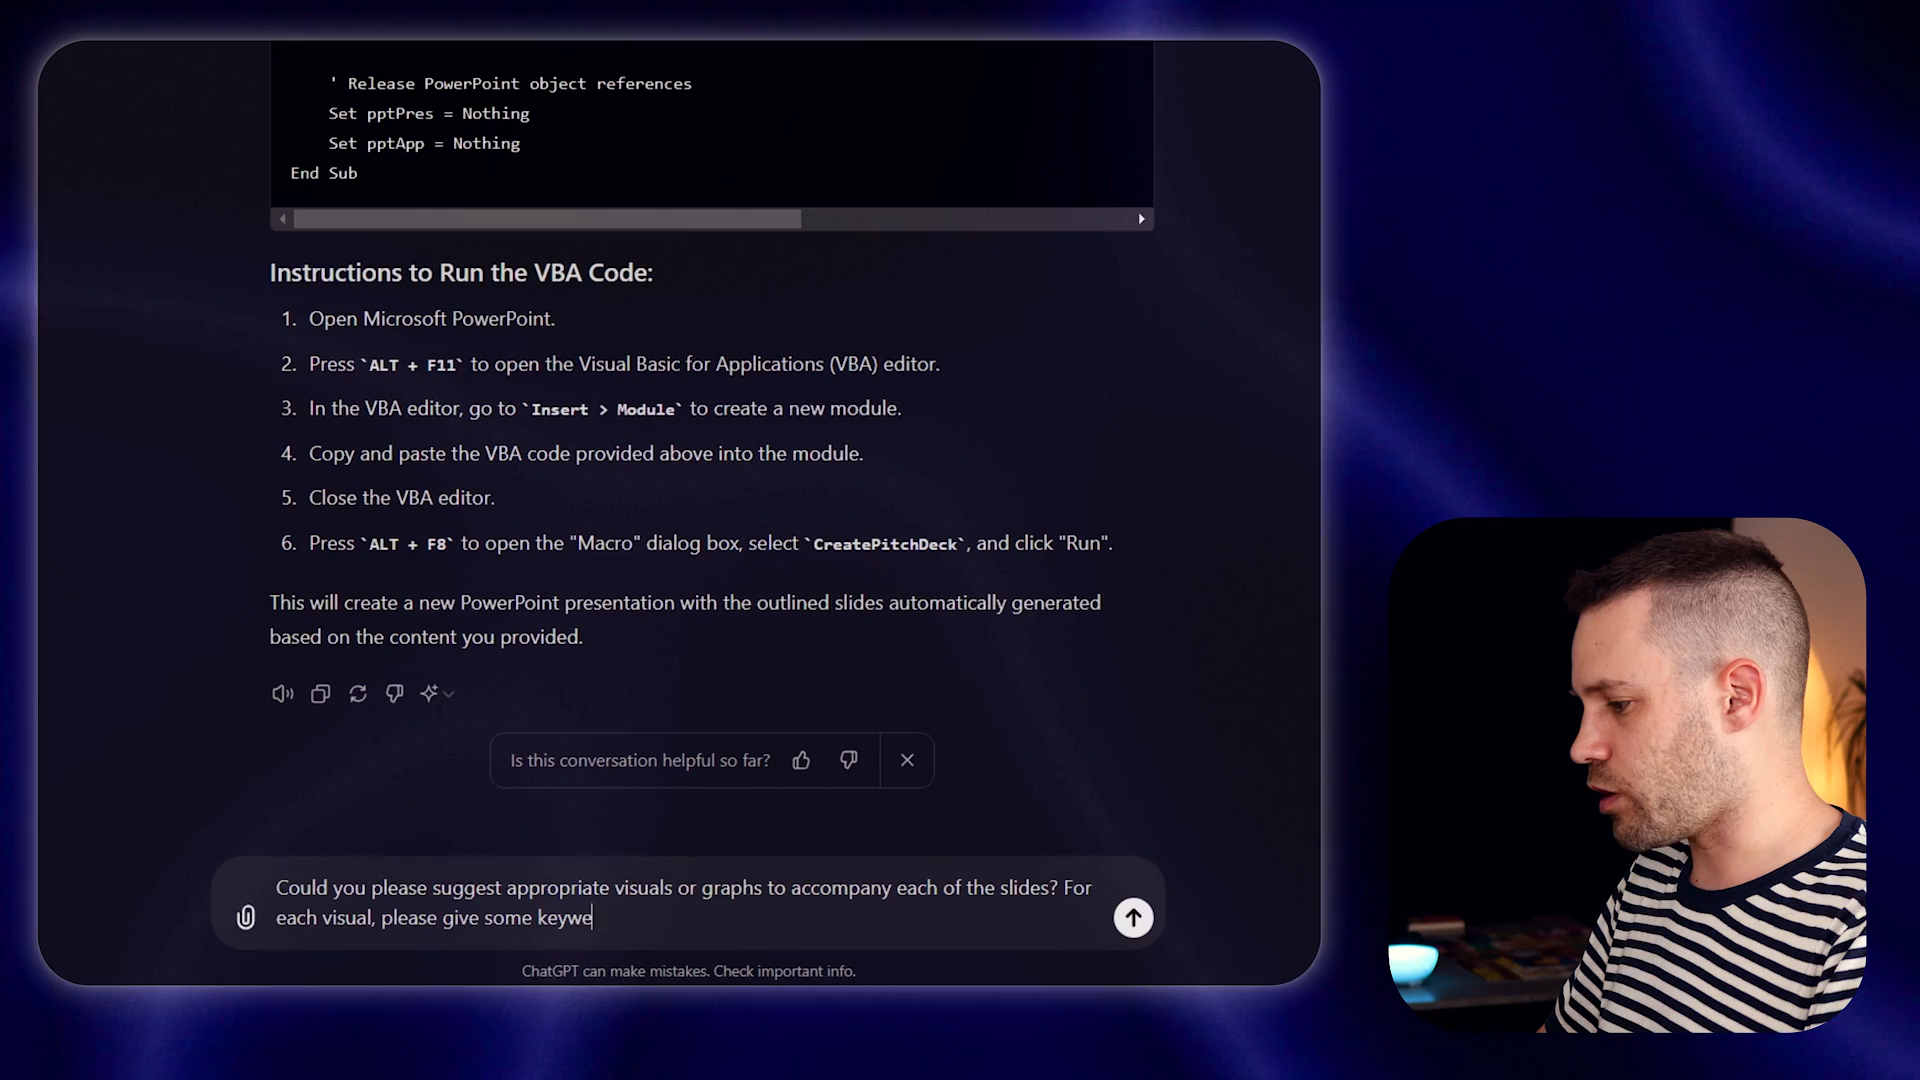 ' Release PowerPoint object references
Set pptPres = Nothing
Set pptApp = Nothing
End Sub
Instructions to Run the VBA Code:
1. Open Microsoft PowerPoint.
2. Press `ALT + F11` to open the Visual Basic for Applications (VBA) editor.
3. In the VBA editor, go to `Insert > Module` to create a new module.
4. Copy and paste the VBA code provided above into the module.
5. Close the VBA editor.
6. Press `ALT + F8` to open the "Macro" dialog box, select `CreatePitchDeck`, and click "Run".
This will create a new PowerPoint presentation with the outlined slides automatically generated
based on the content you provided.
Is this conversation helpful so far?
Could you please suggest appropriate visuals or graphs to accompany each of the slides? For
each visual, please give some keywe
ChatGPT can make mistakes. Check important info.